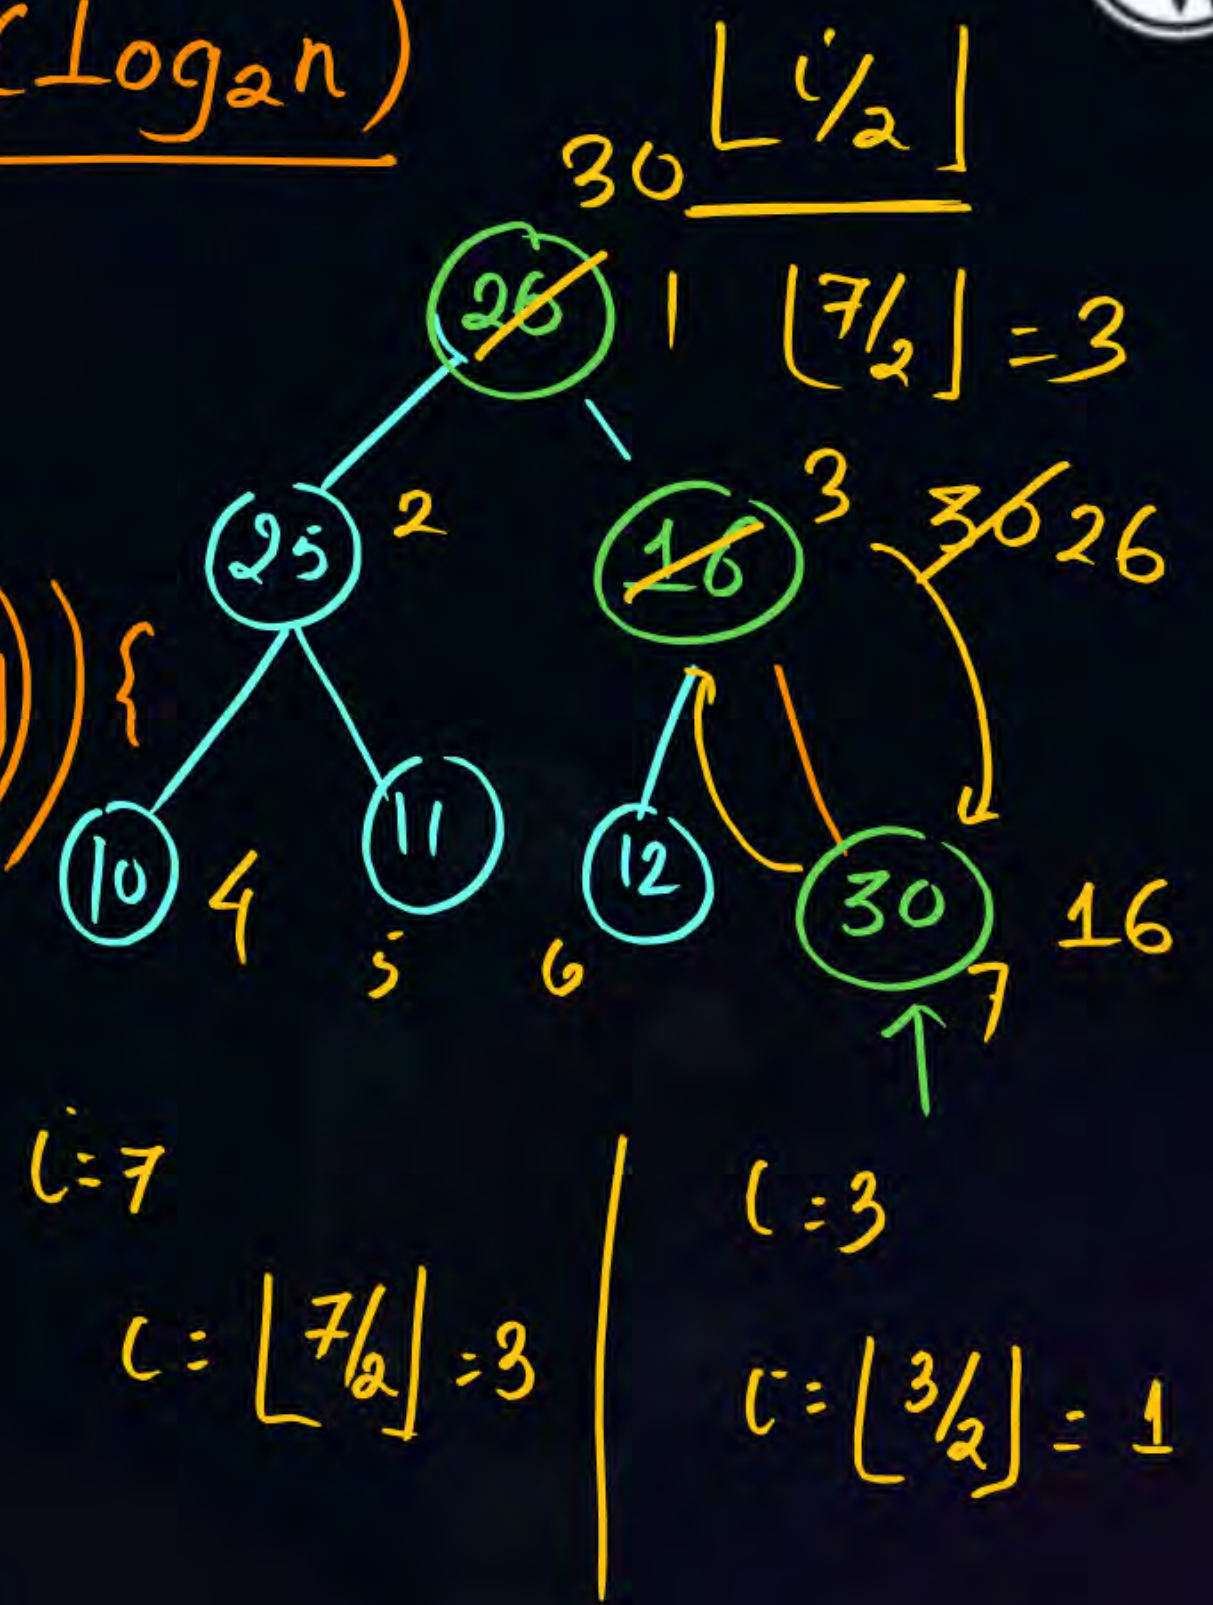 (log₂n)
⌊i/2⌋
30
26 1 ⌊7/2⌋ = 3
25 2 16 3 30 26
{
10 4 11 5 6 12 30 7 16
i=7
i=3
i = ⌊7/2⌋ = 3
i = ⌊3/2⌋ = 1